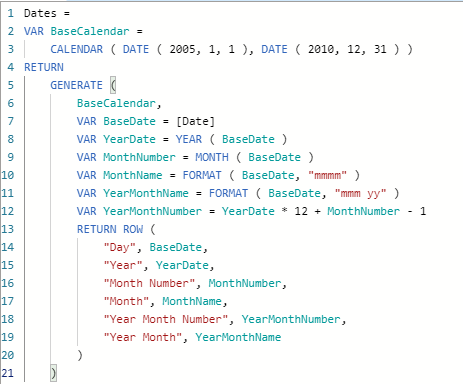 1 Dates =
2 VAR BaseCalendar =
3     CALENDAR ( DATE ( 2005, 1, 1 ), DATE ( 2010, 12, 31 ) )
4 RETURN
5     GENERATE (
6         BaseCalendar,
7         VAR BaseDate = [Date]
8         VAR YearDate = YEAR ( BaseDate )
9         VAR MonthNumber = MONTH ( BaseDate )
10         VAR MonthName = FORMAT ( BaseDate, "mmmm" )
11         VAR YearMonthName = FORMAT ( BaseDate, "mmm yy" )
12         VAR YearMonthNumber = YearDate * 12 + MonthNumber - 1
13         RETURN ROW (
14             "Day", BaseDate,
15             "Year", YearDate,
16             "Month Number", MonthNumber,
17             "Month", MonthName,
18             "Year Month Number", YearMonthNumber,
19             "Year Month", YearMonthName
20         )
21     )